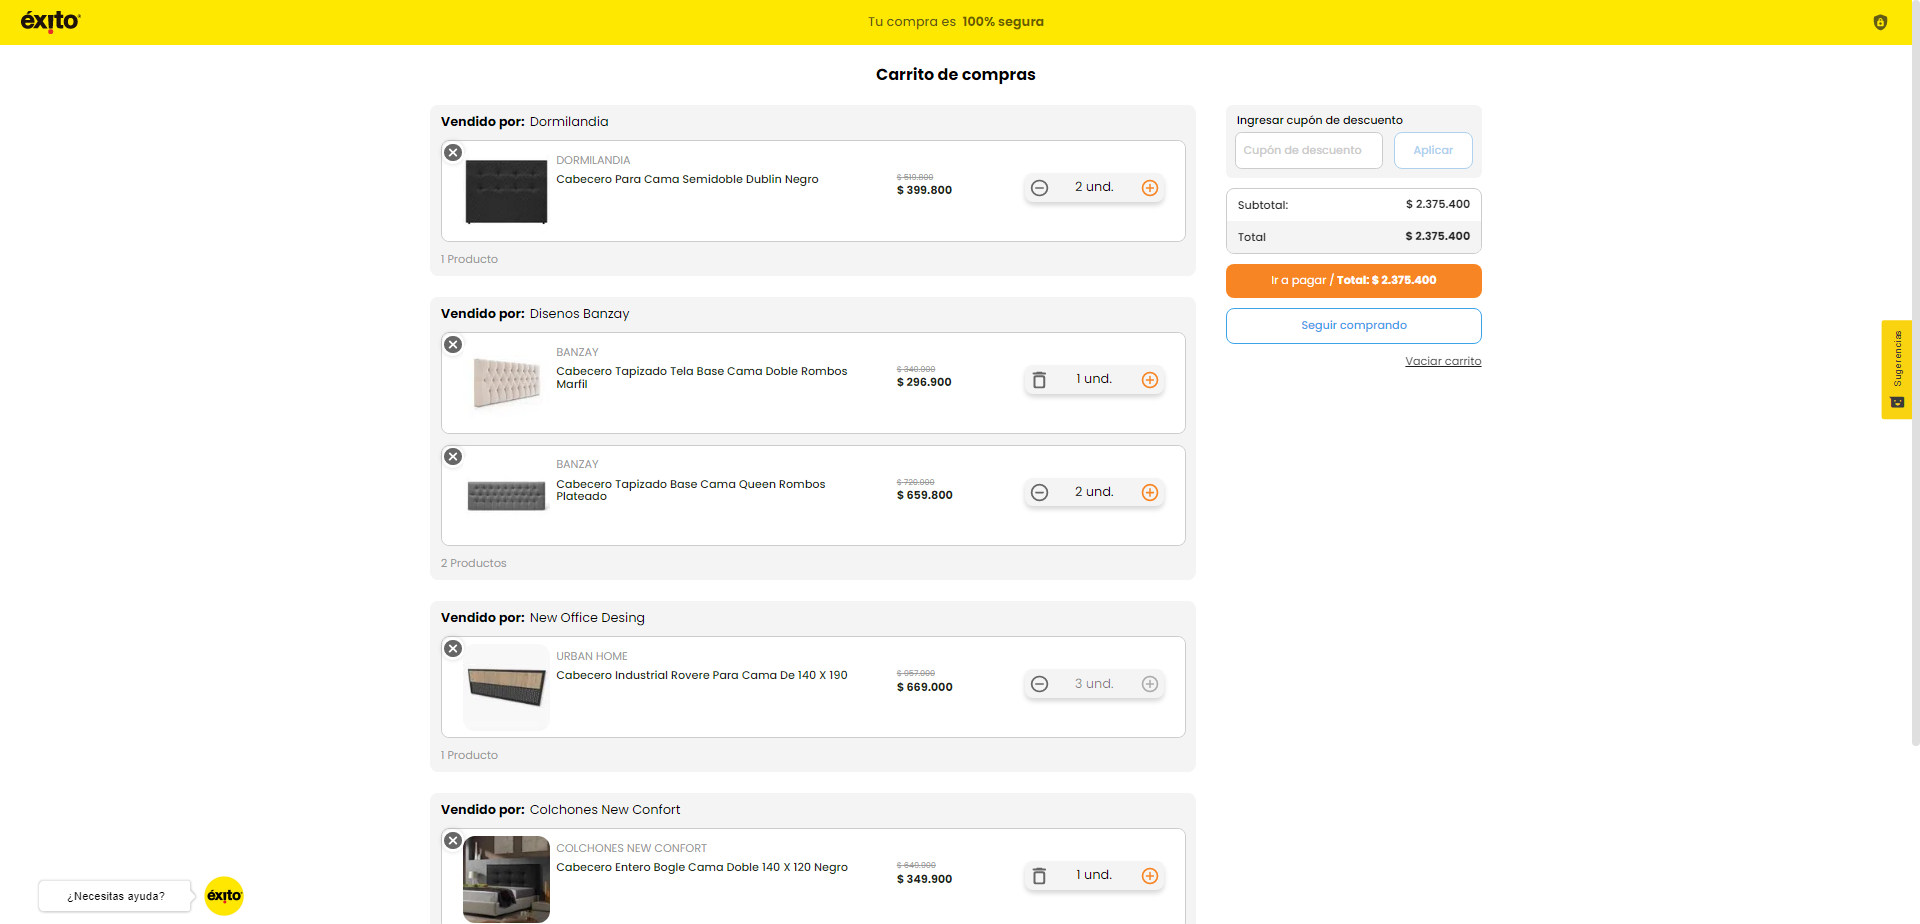 éxito
Tu compra es 100% segura
Carrito de compras
Vendido por: Dormilandia
DORMILANDIA
Cabecero Para Cama Semidoble Dublin Negro
$ 519.800
$ 399.800
2 und.
1 Producto
Vendido por: Disenos Banzay
BANZAY
Cabecero Tapizado Tela Base Cama Doble Rombos
Marfil
$ 340.000
$ 296.900
1 und.
BANZAY
Cabecero Tapizado Base Cama Queen Rombos
Plateado
$ 720.000
$ 659.800
2 und.
2 Productos
Vendido por: New Office Desing
URBAN HOME
Cabecero Industrial Rovere Para Cama De 140 X 190
$ 957.000
$ 669.000
3 und.
1 Producto
Vendido por: Colchones New Confort
COLCHONES NEW CONFORT
Cabecero Entero Bogle Cama Doble 140 X 120 Negro
$ 649.900
$ 349.900
1 und.
Ingresar cupón de descuento
Cupón de descuento
Aplicar
Subtotal: $ 2.375.400
Total $ 2.375.400
Ir a pagar / Total: $ 2.375.400
Seguir comprando
Vaciar carrito
Sugerencias
¿Necesitas ayuda?
éxito